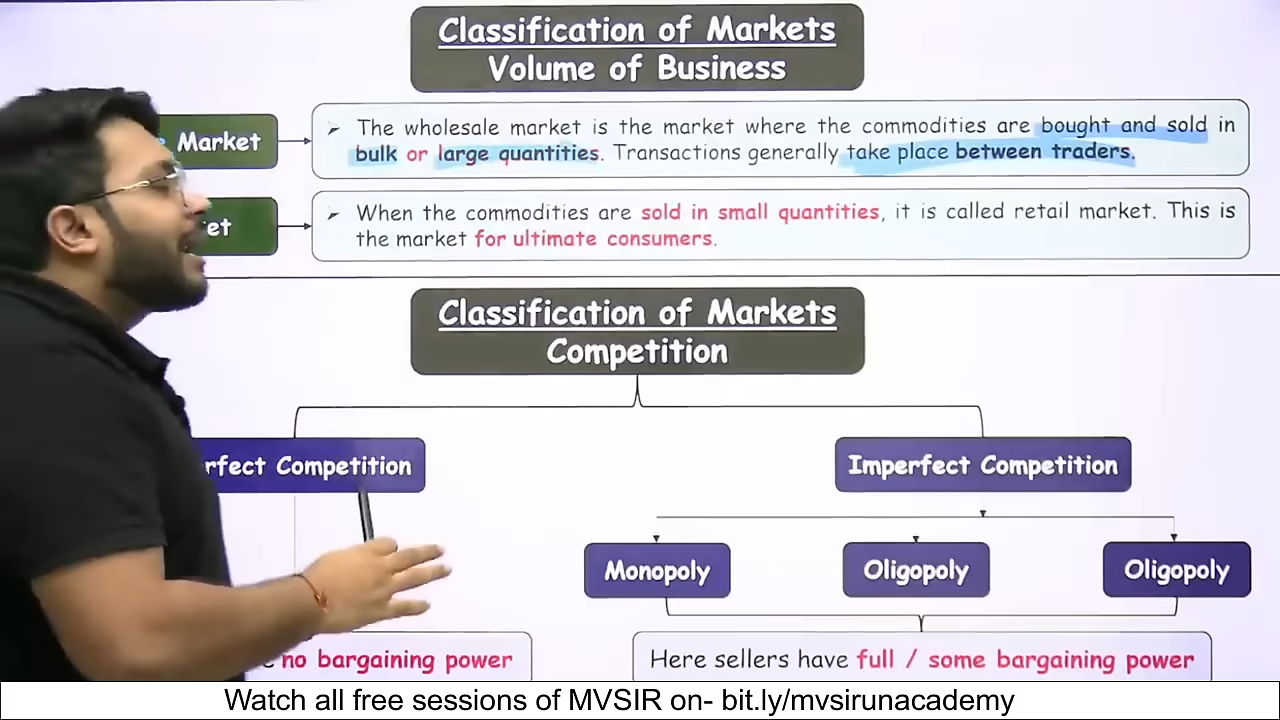 Classification of Markets
Volume of Business
Market
➢ The wholesale market is the market where the commodities are bought and sold in
bulk or large quantities. Transactions generally take place between traders.
et
➢ When the commodities are sold in small quantities, it is called retail market. This is
the market for ultimate consumers.
Classification of Markets
Competition
rfect Competition
Imperfect Competition
Monopoly
Oligopoly
Oligopoly
no bargaining power
Here sellers have full / some bargaining power
Watch all free sessions of MVSIR on- bit.ly/mvsirunacademy